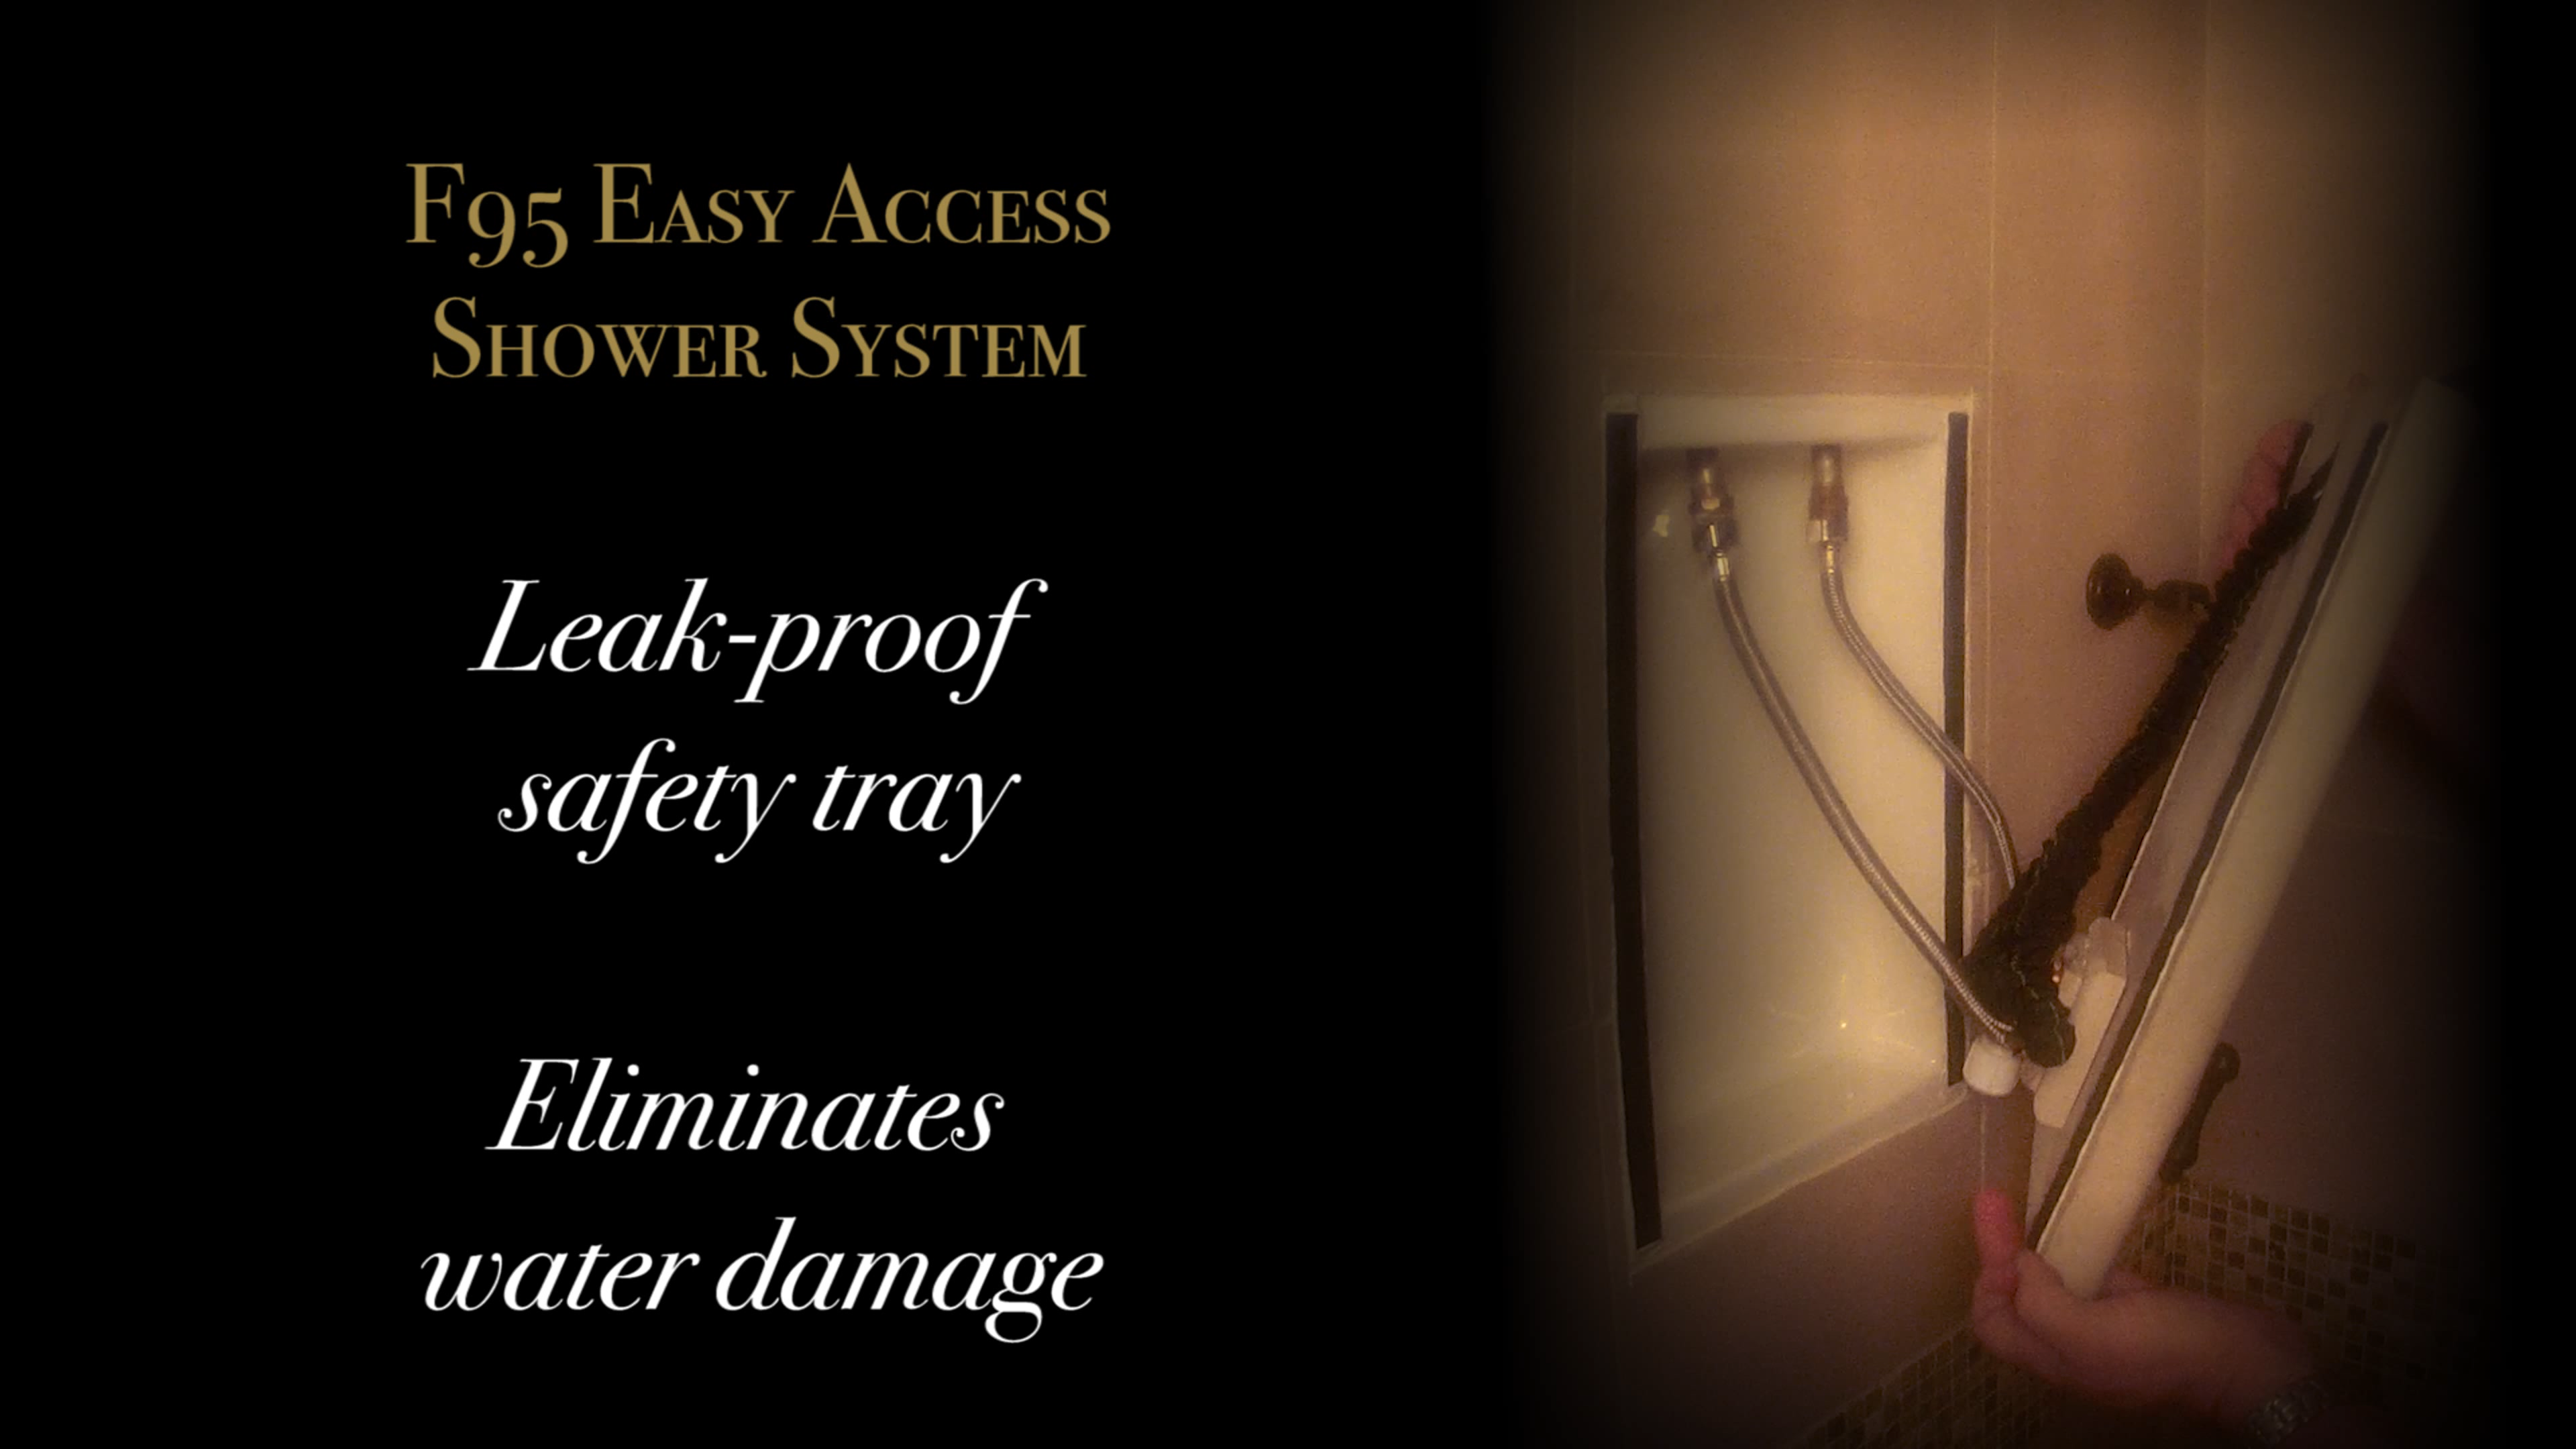 F95 Easy Access
Shower System
Leak-proof
safety tray
Eliminates
water damage